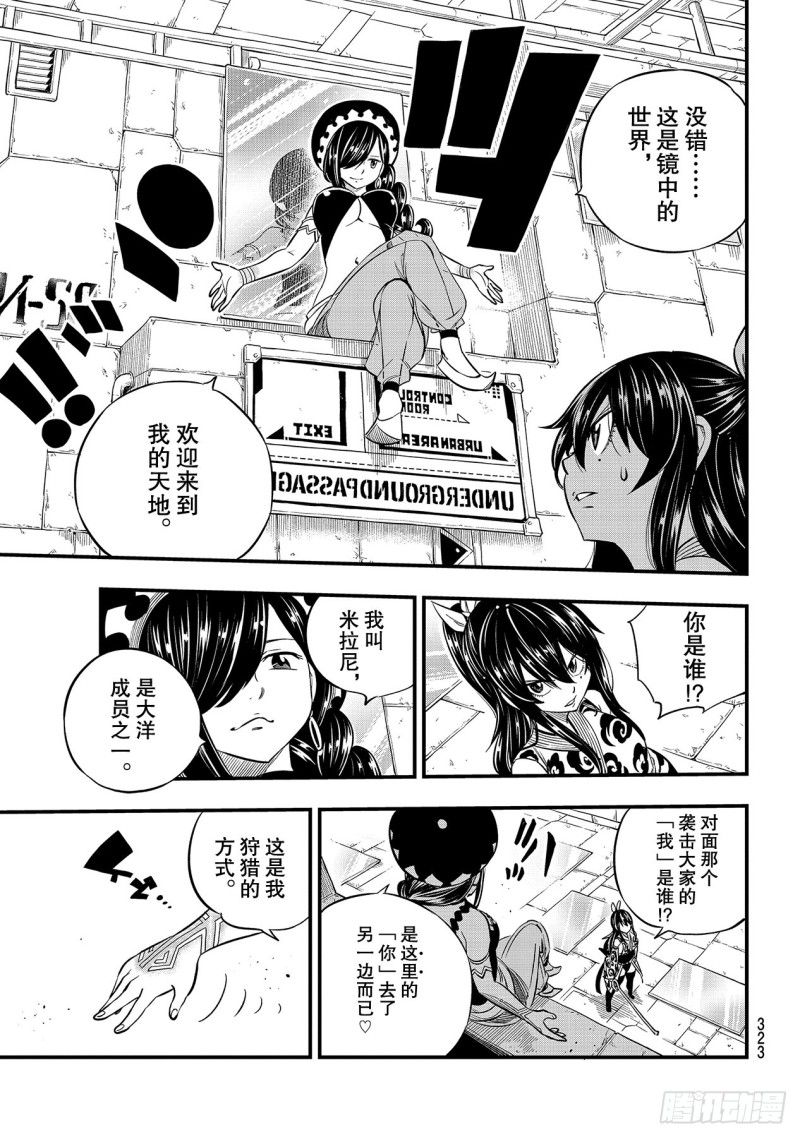 没错……
这是镜中的
世界，
欢迎来到
我的天地。
22-N
CONTROL
ROOM
EXIT
URBAN AREA
UNDERGROUND PASSAGE
你是谁!?
我叫
米拉尼，
是大洋
成员之一。
对面那个
袭击大家的
「我」是谁!?
是这里的
「你」去了
另一边而已♡
这是我
狩猎的
方式。
323
腾讯动漫